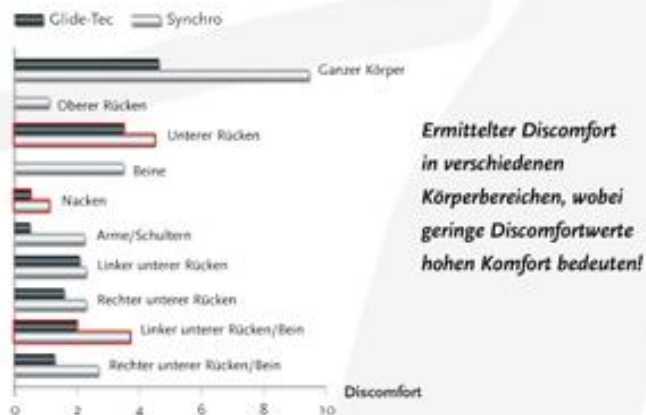 Glide-Tec Synchro
Ganzer Körper
Oberer Rücken
Unterer Rücken
Beine
Nacken
Arme/Schultern
Linker unterer Rücken
Rechter unterer Rücken
Linker unterer Rücken/Bein
Rechter unterer Rücken/Bein
0 2 4 6 8 10
Discomfort
Ermittelter Discomfort
in verschiedenen
Körperbereichen, wobei
geringe Discomfortwerte
hohen Komfort bedeuten!